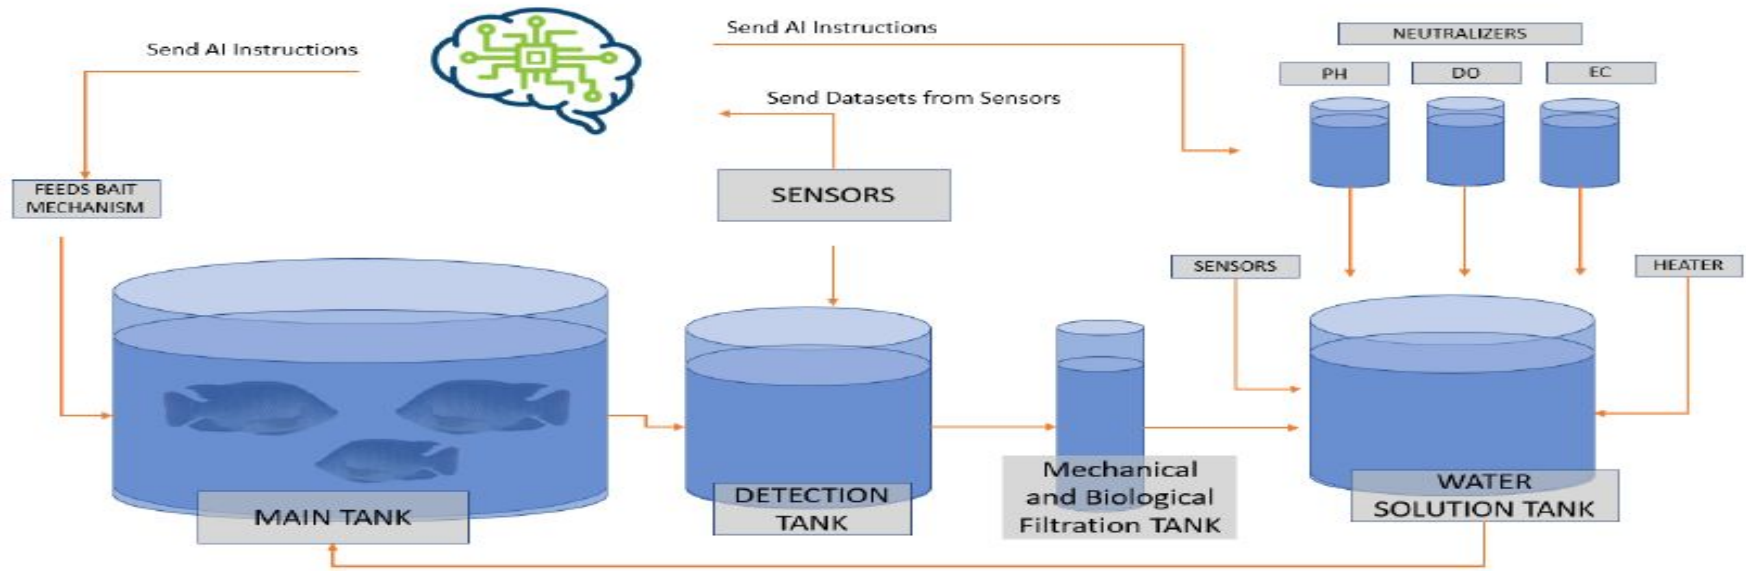 Send AI Instructions
Send AI Instructions
Send Datasets from Sensors
NEUTRALIZERS
PH
DO
EC
FEEDS BAIT
MECHANISM
SENSORS
SENSORS
HEATER
MAIN TANK
DETECTION
TANK
Mechanical
and Biological
Filtration TANK
WATER
SOLUTION TANK